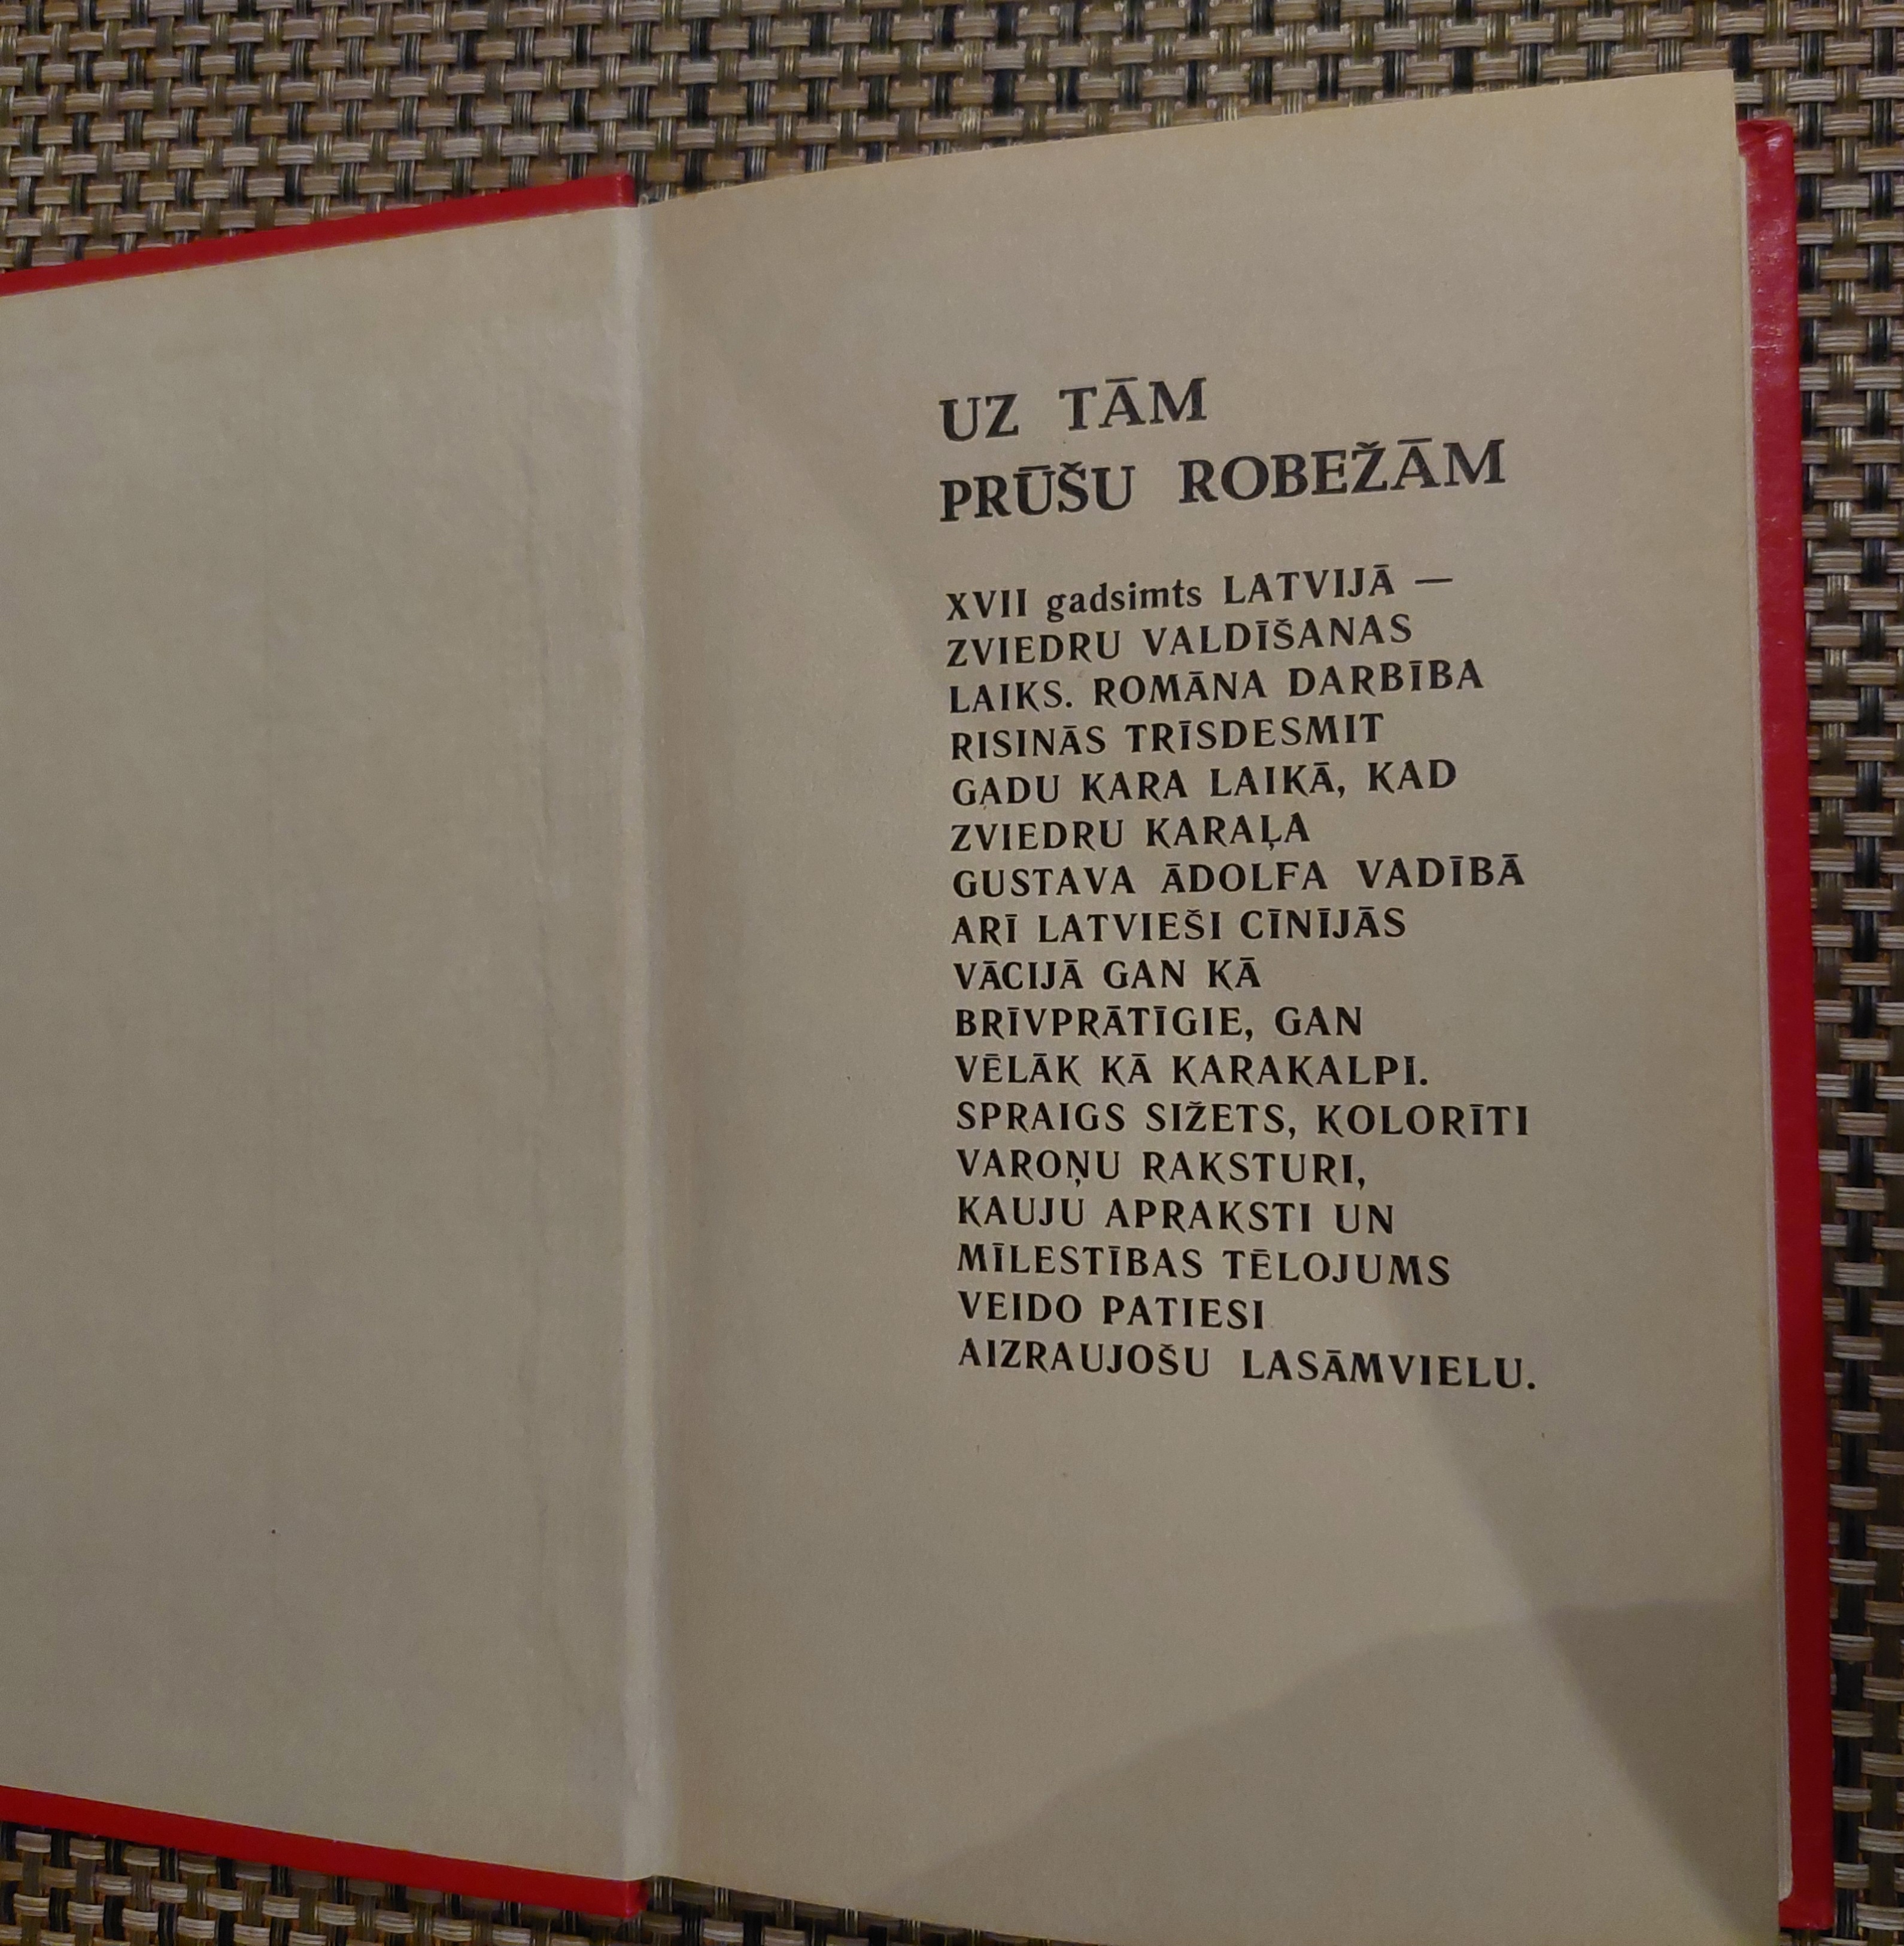 UZ TĀM
PRŪŠU ROBEŽĀM
XVII gadsimts LATVIJĀ —
ZVIEDRU VALDĪŠANAS
LAIKS. ROMĀNA DARBĪBA
RISINĀS TRĪSDESMIT
GADU KARA LAIKĀ, KAD
ZVIEDRU KARAĻA
GUSTAVA ĀDOLFA VADĪBĀ
ARĪ LATVIEŠI CĪNĪJĀS
VĀCIJĀ GAN KĀ
BRĪVPRĀTĪGIE, GAN
VĒLĀK KĀ KARAKALPI.
SPRAIGS SIŽETS, KOLORĪTI
VAROŅU RAKSTURI,
KAUJU APRAKSTI UN
MĪLESTĪBAS TĒLOJUMS
VEIDO PATIESI
AIZRAUJOŠU LASĀMVIELU.